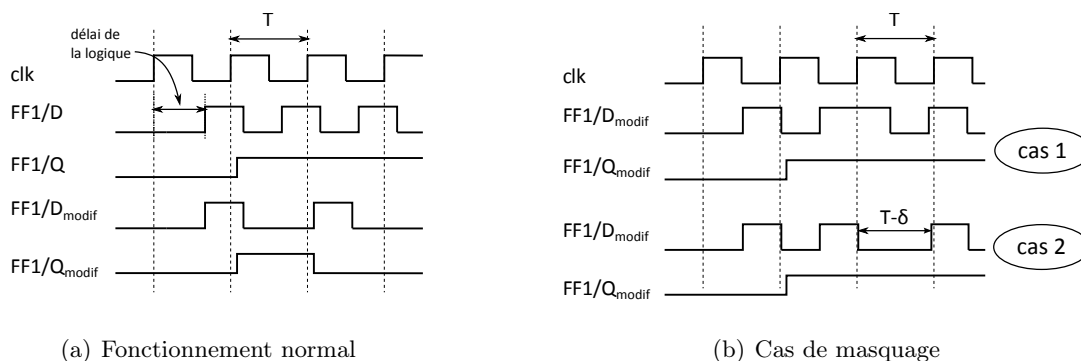 délai de
la logique
T
clk
FF1/D
FF1/Q
FF1/Dmodif
FF1/Qmodif
(a) Fonctionnement normal
T
clk
FF1/Dmodif
FF1/Qmodif
cas 1
FF1/Dmodif
T-δ
cas 2
FF1/Qmodif
(b) Cas de masquage